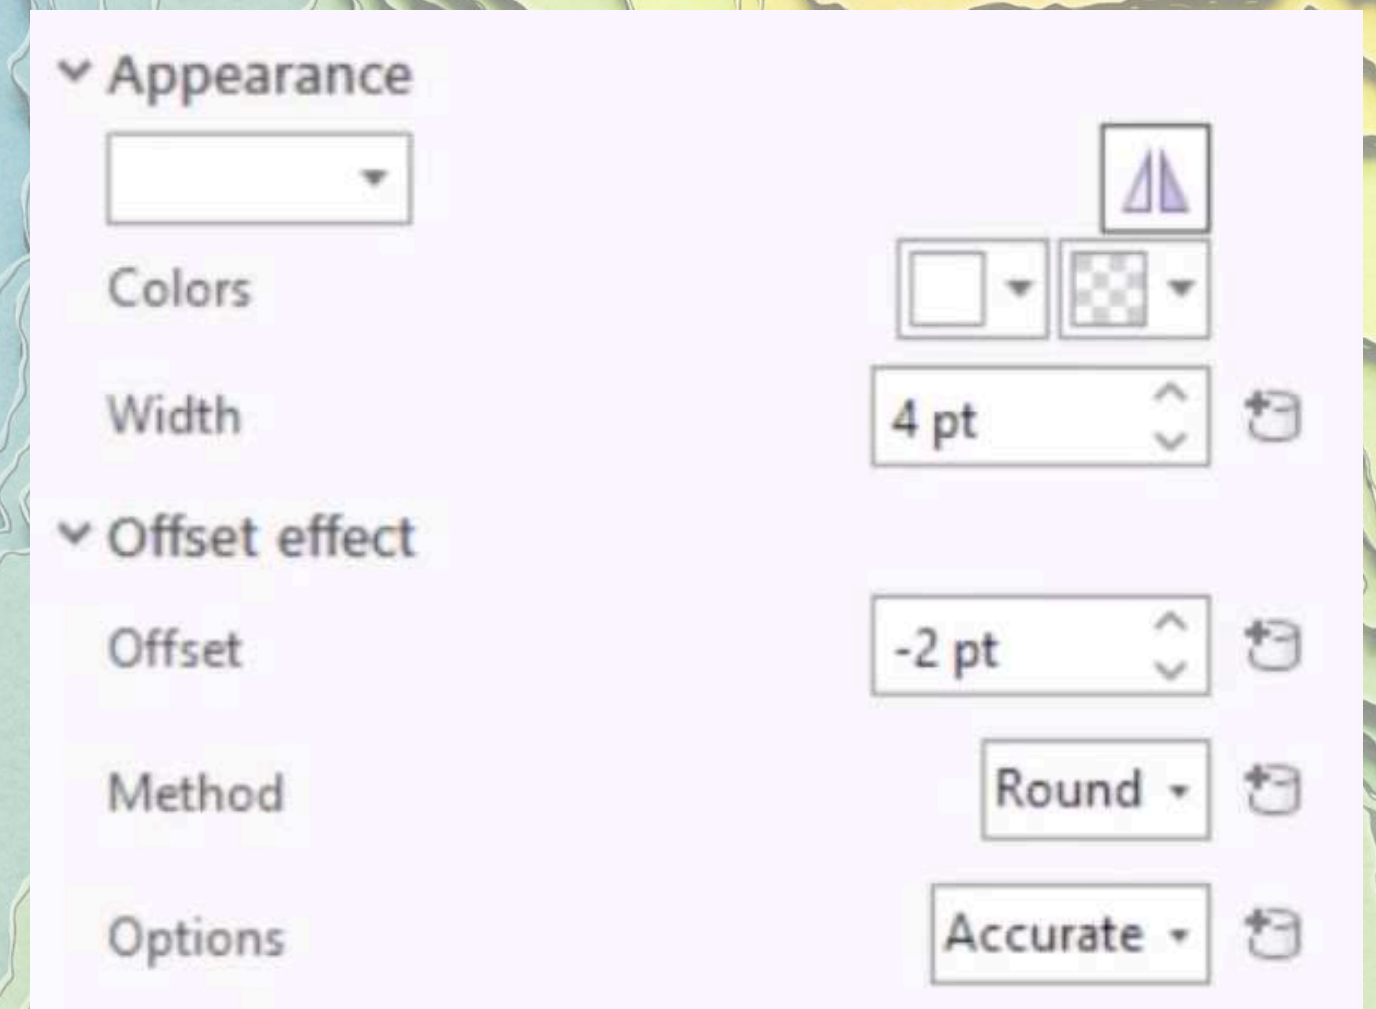 Appearance
Colors
Width
4 pt
Offset effect
Offset
-2 pt
Method
Round
Options
Accurate